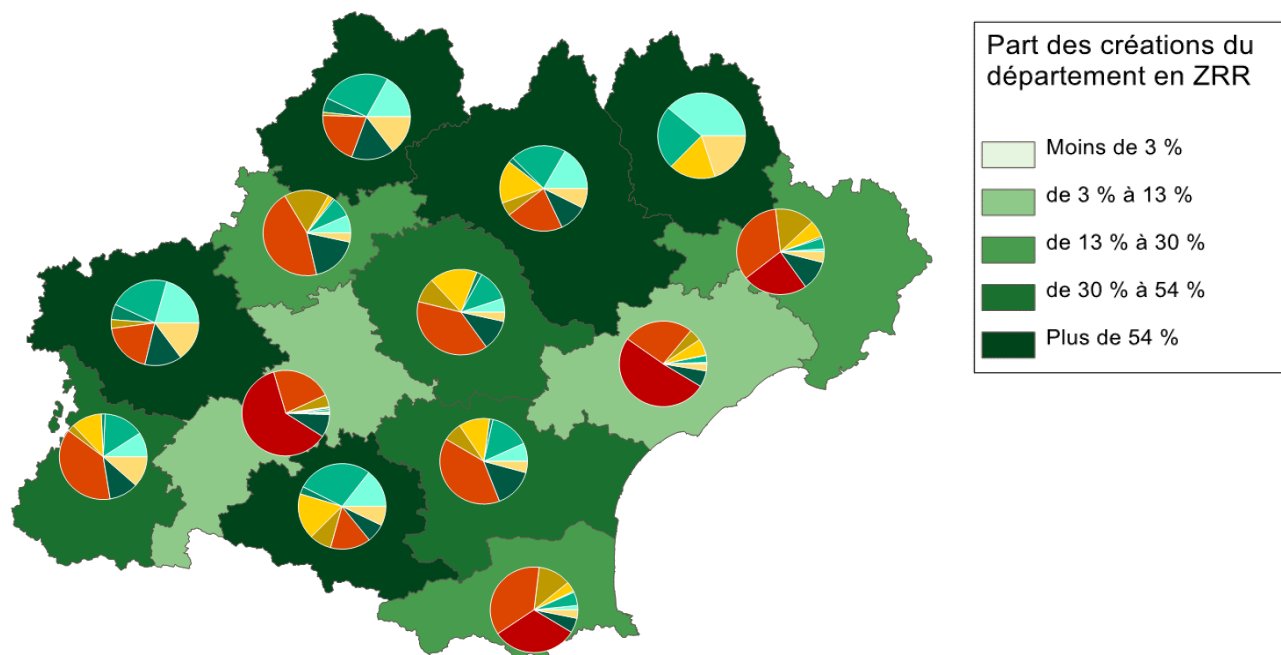 Part des créations du
département en ZRR
Moins de 3 %
de 3 % à 13 %
de 13 % à 30 %
de 30 % à 54 %
Plus de 54 %